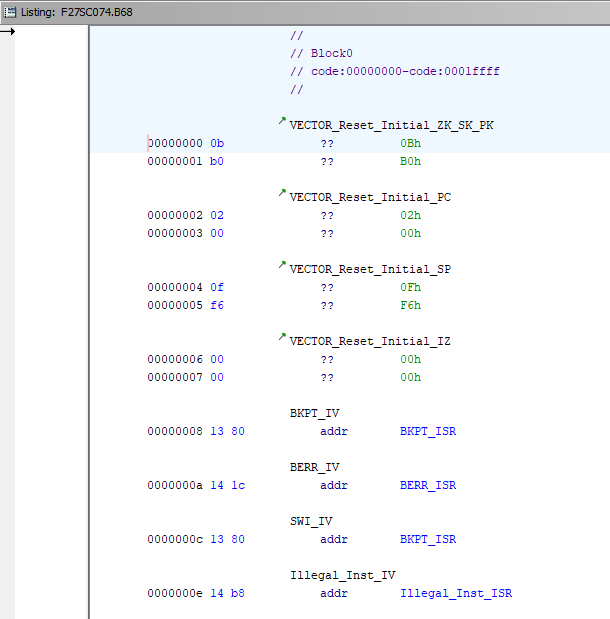 Listing: F27SC074.B68
//
// Block0
// code:00000000-code:0001ffff
//
VECTOR_Reset_Initial_ZK_SK_PK
00000000 0b ?? 0Bh
00000001 b0 ?? B0h
VECTOR_Reset_Initial_PC
00000002 02 ?? 02h
00000003 00 ?? 00h
VECTOR_Reset_Initial_SP
00000004 0f ?? 0Fh
00000005 f6 ?? F6h
VECTOR_Reset_Initial_IZ
00000006 00 ?? 00h
00000007 00 ?? 00h
BKPT_IV
00000008 13 80 addr BKPT_ISR
BERR_IV
0000000a 14 1c addr BERR_ISR
SWI_IV
0000000c 13 80 addr BKPT_ISR
Illegal_Inst_IV
0000000e 14 b8 addr Illegal_Inst_ISR